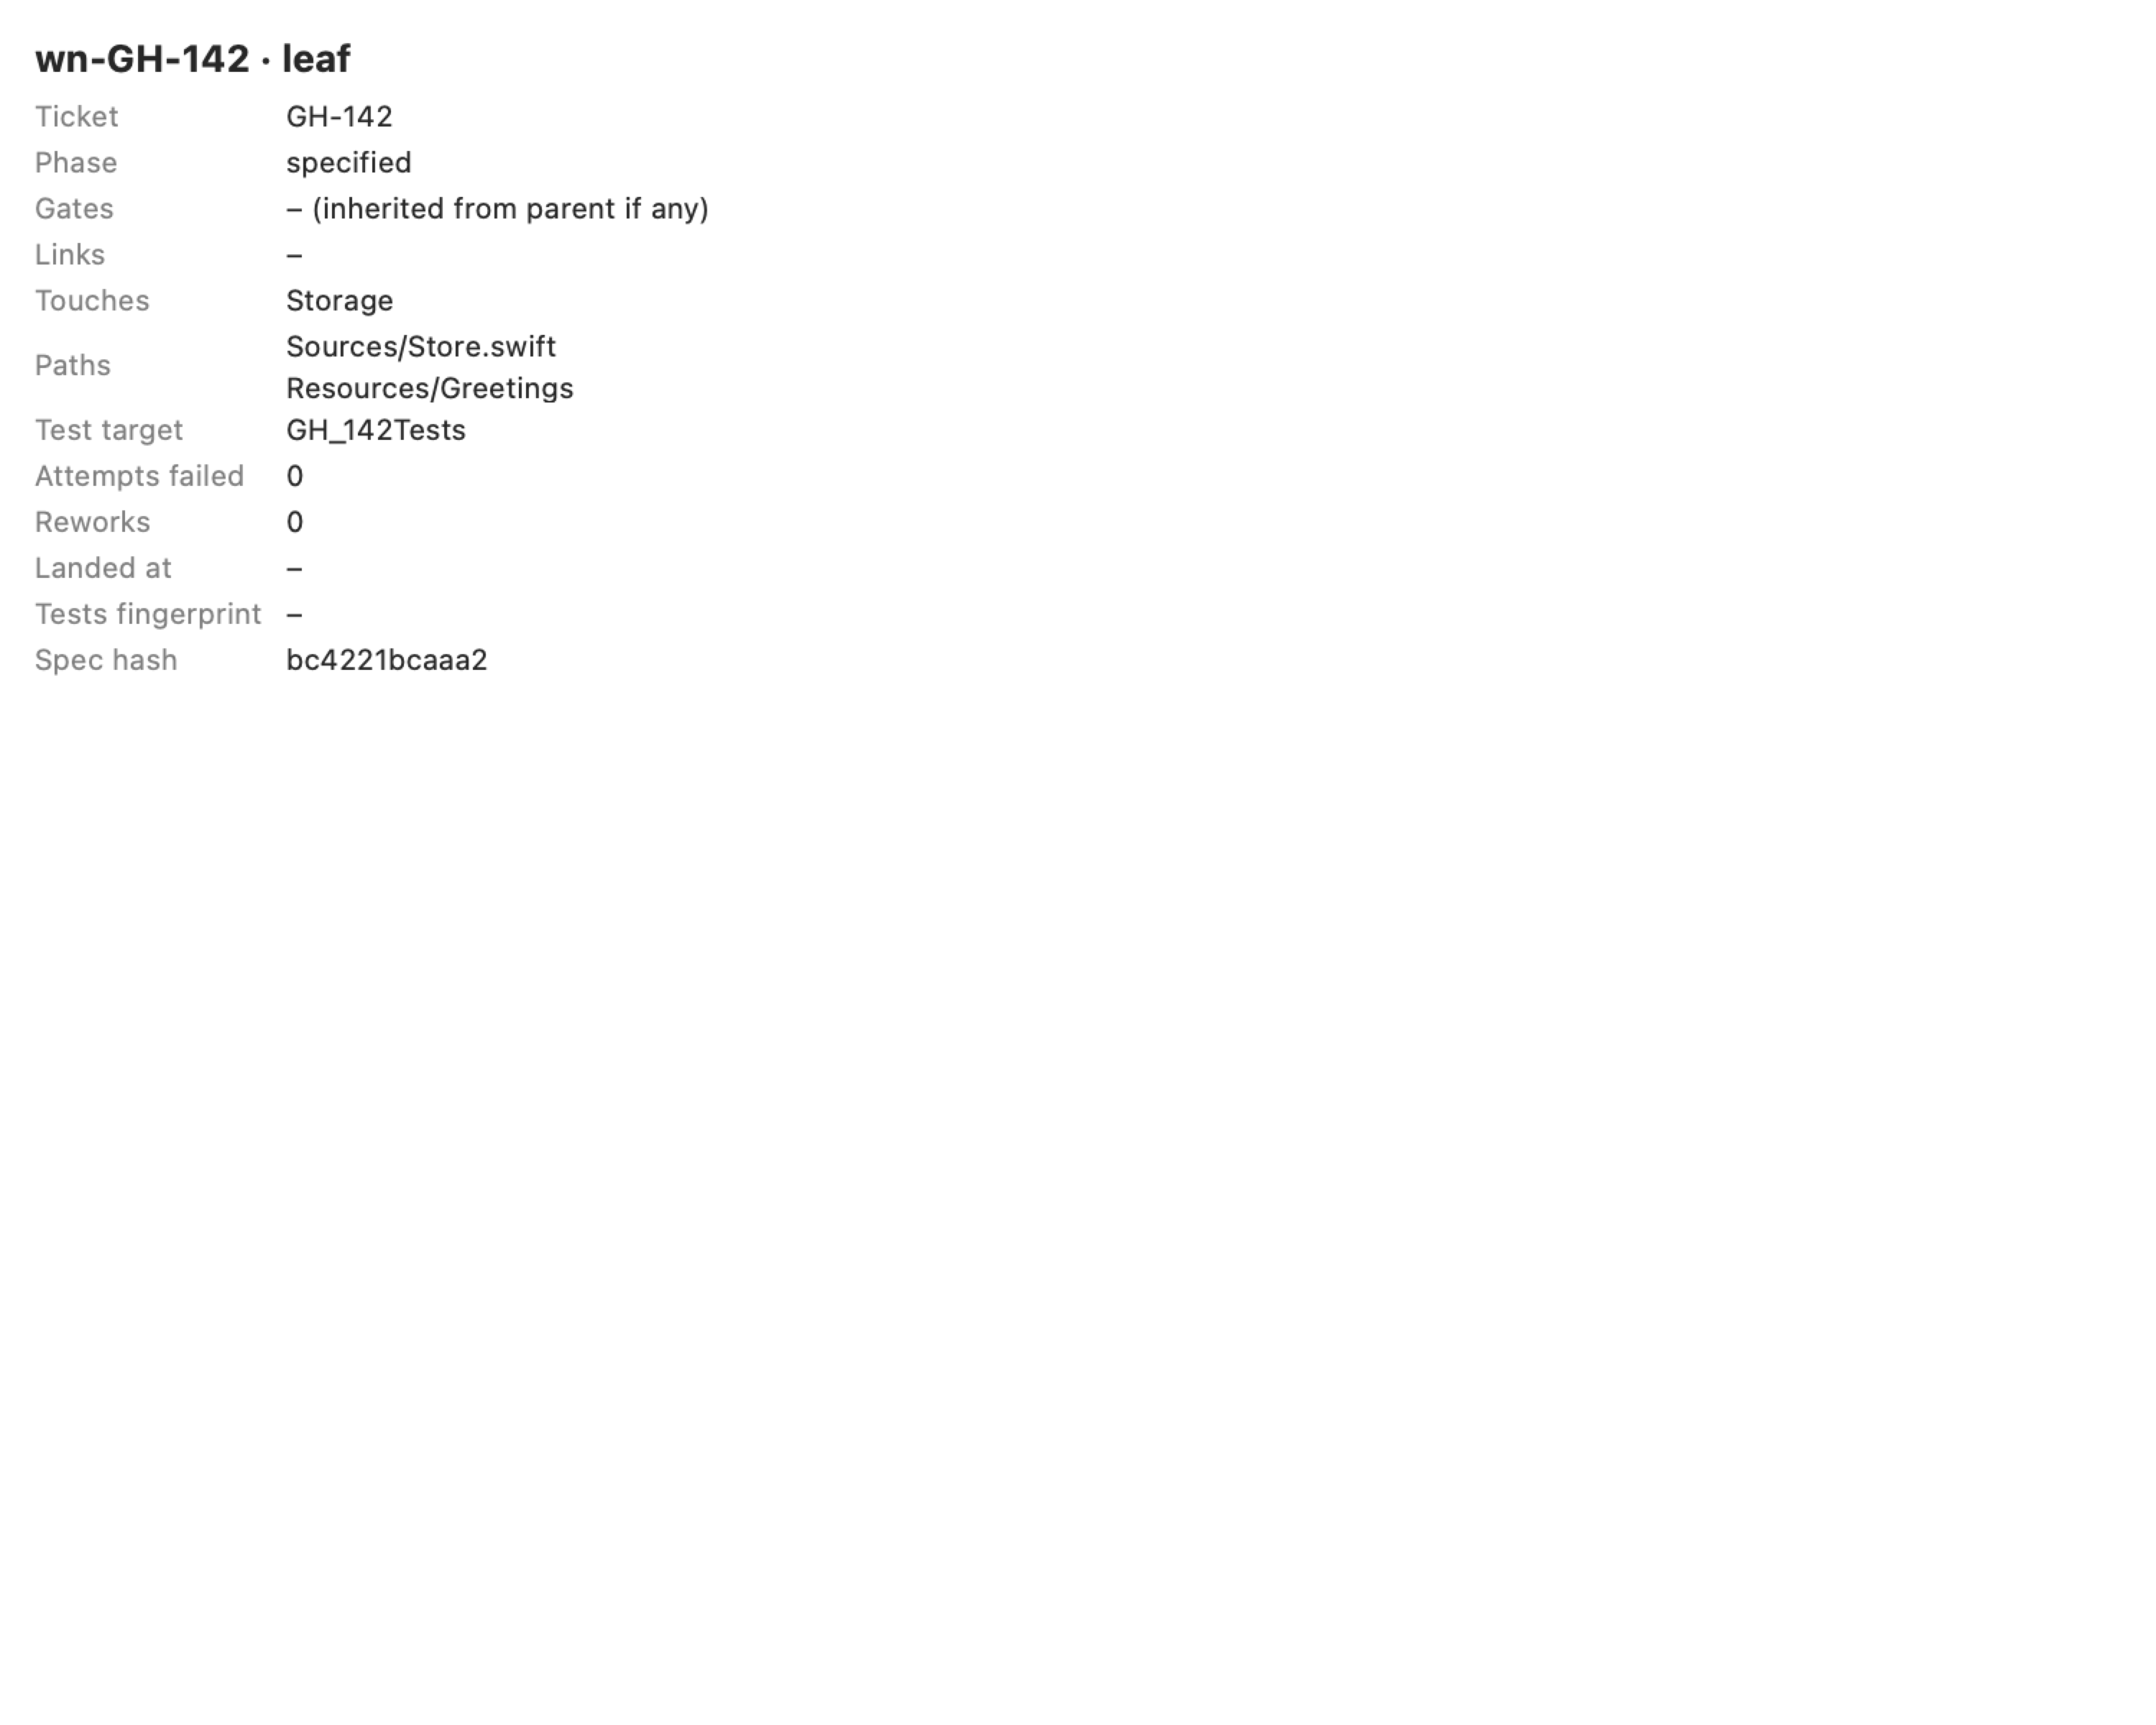 wn-GH-142 · leaf
Ticket GH-142
Phase specified
Gates – (inherited from parent if any)
Links –
Touches Storage
Paths Sources/Store.swift
Resources/Greetings
Test target GH_142Tests
Attempts failed 0
Reworks 0
Landed at –
Tests fingerprint –
Spec hash bc4221bcaaa2